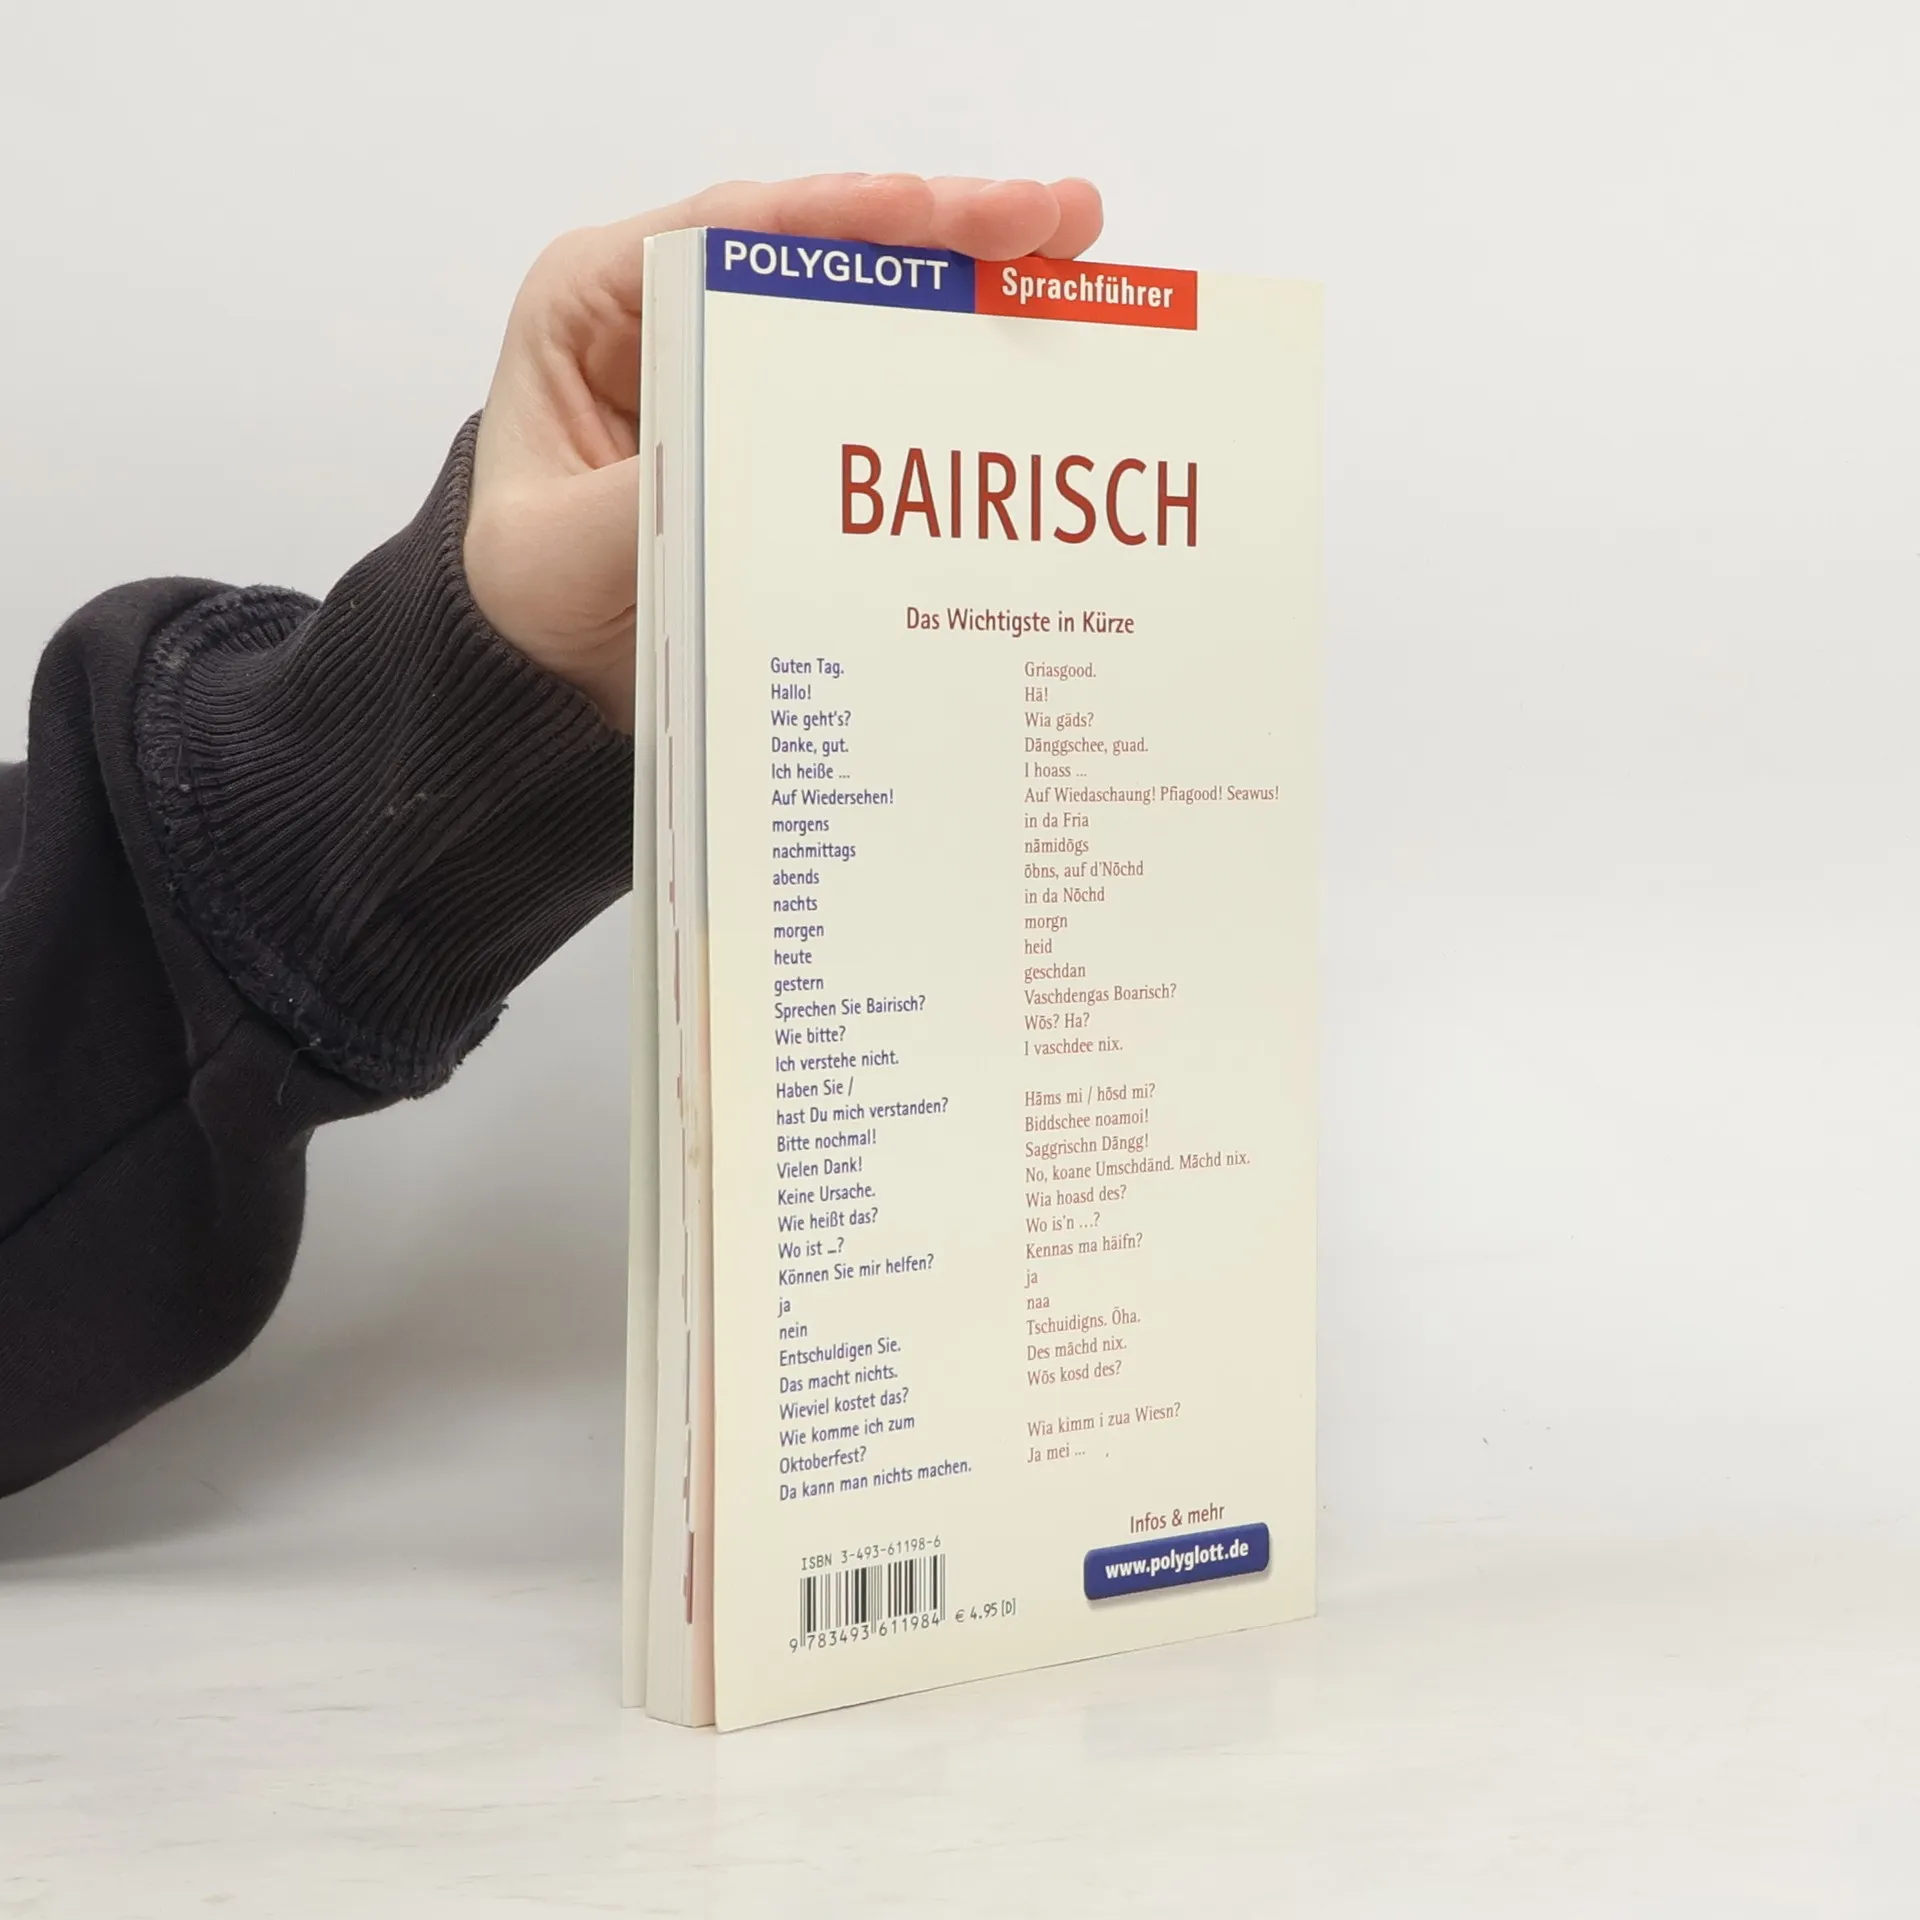 POLYGLOTT Sprachführer
BAIRISCH
Das Wichtigste in Kürze
Guten Tag. Griasgood.
Hallo! Hä!
Wie geht's? Wia gäds?
Danke, gut. Dānggschee, guad.
Ich heiße ... I hoass ...
Auf Wiedersehen! Auf Wiedaschaung! Pfiagood! Seawus!
morgens in da Fria
nachmittags nāmidōgs
abends ōbns, auf d'Nōchd
nachts in da Nōchd
morgen morgn
heute heid
gestern geschdan
Sprechen Sie Bairisch? Vaschdengas Boarisch?
Wie bitte? Wōs? Ha?
Ich verstehe nicht. I vaschdee nix.
Haben Sie /
hast Du mich verstanden? Hāms mi / hōsd mi?
Bitte nochmal! Biddschee noamoi!
Vielen Dank! Saggrischn Dāngg!
Keine Ursache. No, koane Umschdänd. Māchd nix.
Wie heißt das? Wia hoasd des?
Wo ist ...? Wo is'n ...?
Können Sie mir helfen? Kennas ma häifn?
ja ja
nein naa
Entschuldigen Sie. Tschuidigns. Ōha.
Das macht nichts. Des māchd nix.
Wieviel kostet das? Wōs kosd des?
Wie komme ich zum
Oktoberfest? Wia kimm i zua Wiesn?
Da kann man nichts machen. Ja mei ...
Infos & mehr
www.polyglott.de
ISBN 3-493-61198-6
9 783493 611984 € 4.95 [D]